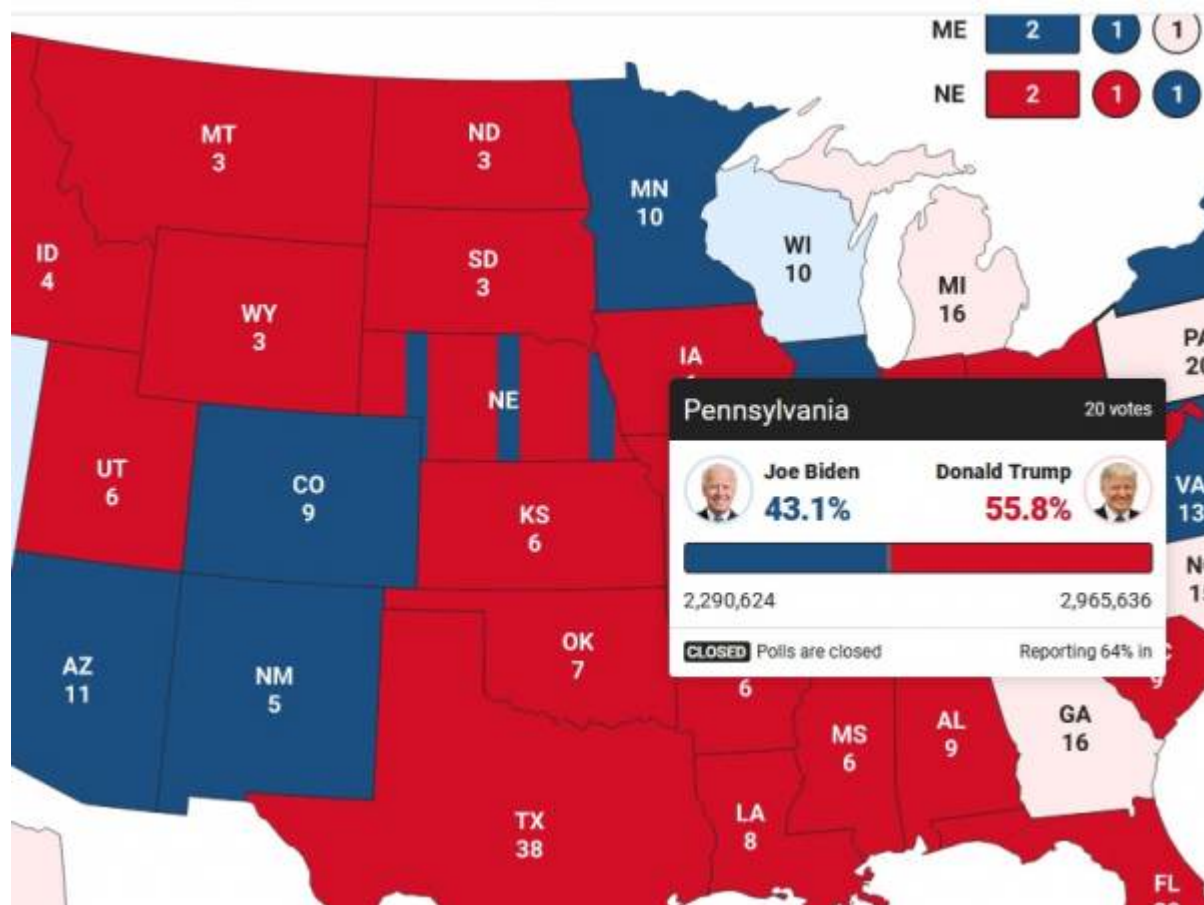 ME 2 1 1
NE 2 1 1
MT
3
ND
3
MN
10
ID
4
SD
3
WI
10
WY
3
MI
16
IA
NE
UT
6
CO
9
KS
6
Pennsylvania 20 votes
Joe Biden Donald Trump
43.1% 55.8%
2,290,624 2,965,636
CLOSED Polls are closed Reporting 64% in
VA
13
AZ
11
NM
5
OK
7
6
MS
6
AL
9
9
GA
16
TX
38
LA
8
FL